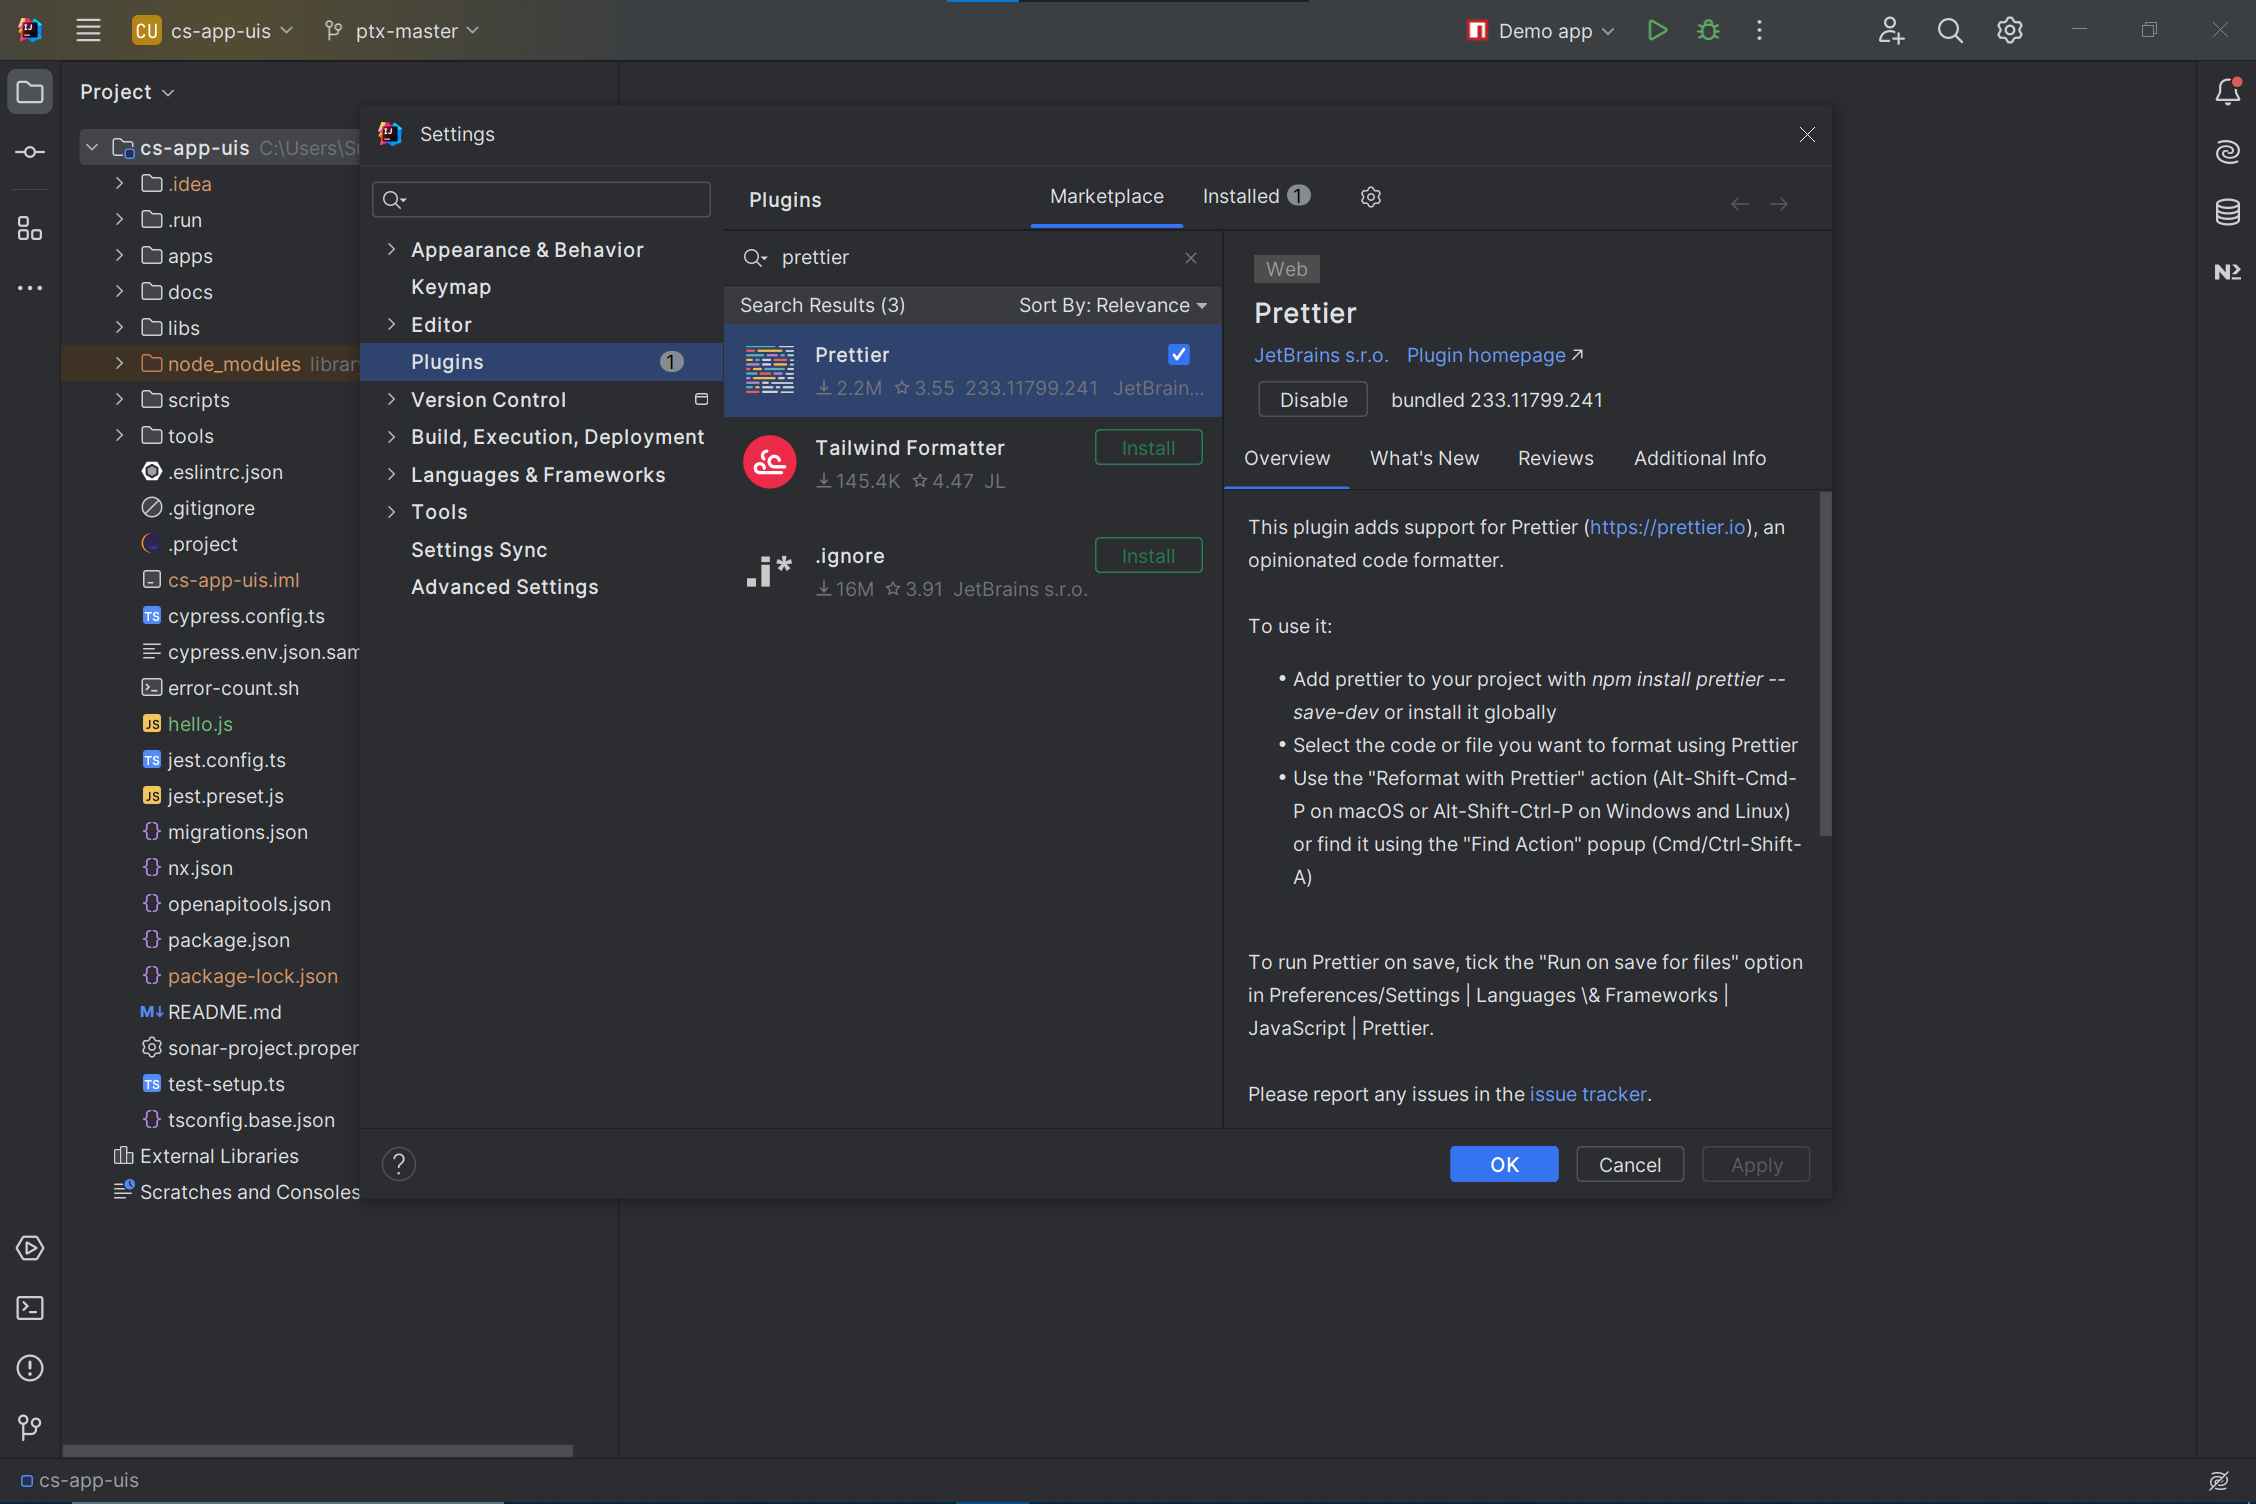 CU cs-app-uis ptx-master Demo app
Project
cs-app-uis C:\Users\S
.idea
.run
apps
docs
libs
node_modules library
scripts
tools
.eslintrc.json
.gitignore
.project
cs-app-uis.iml
TS cypress.config.ts
cypress.env.json.sam
error-count.sh
JS hello.js
TS jest.config.ts
JS jest.preset.js
{} migrations.json
{} nx.json
{} openapitools.json
{} package.json
{} package-lock.json
M↓ README.md
sonar-project.proper
TS test-setup.ts
{} tsconfig.base.json
External Libraries
Scratches and Consoles
Settings
Appearance & Behavior
Keymap
Editor
Plugins 1
Version Control
Build, Execution, Deployment
Languages & Frameworks
Tools
Settings Sync
Advanced Settings
Plugins Marketplace Installed 1
prettier
Search Results (3) Sort By: Relevance
Prettier
2.2M 3.55 233.11799.241 JetBrain...
Tailwind Formatter Install
145.4K 4.47 JL
.i*
.ignore Install
16M 3.91 JetBrains s.r.o.
Web
Prettier
JetBrains s.r.o. Plugin homepage ↗
Disable bundled 233.11799.241
Overview What's New Reviews Additional Info
This plugin adds support for Prettier (https://prettier.io), an
opinionated code formatter.
To use it:
• Add prettier to your project with npm install prettier --
save-dev or install it globally
• Select the code or file you want to format using Prettier
• Use the "Reformat with Prettier" action (Alt-Shift-Cmd-
P on macOS or Alt-Shift-Ctrl-P on Windows and Linux)
or find it using the "Find Action" popup (Cmd/Ctrl-Shift-
A)
To run Prettier on save, tick the "Run on save for files" option
in Preferences/Settings | Languages \& Frameworks |
JavaScript | Prettier.
Please report any issues in the issue tracker.
? OK Cancel Apply
cs-app-uis